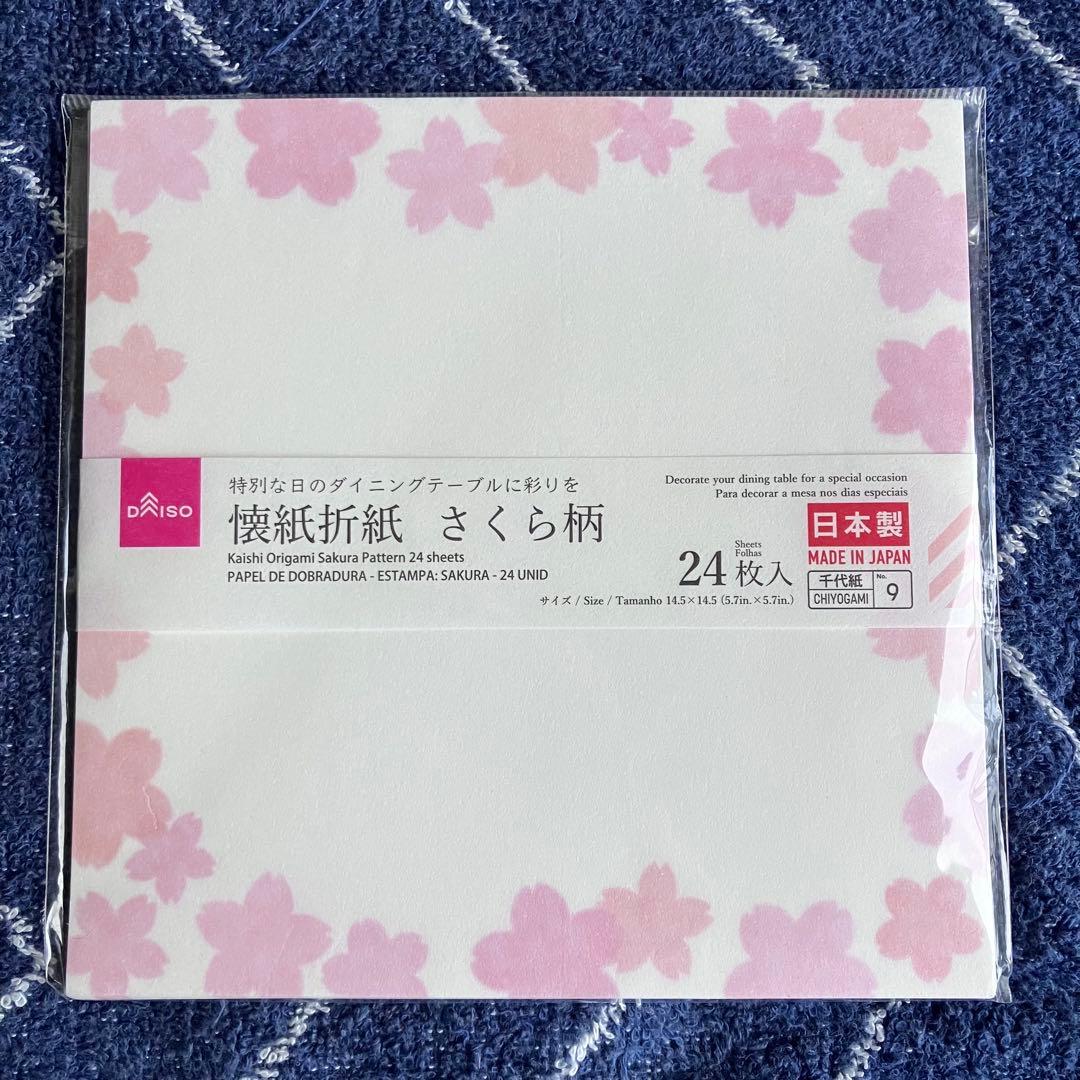 DAISO
特別な日のダイニングテーブルに彩りを
懐紙折紙 さくら柄
Kaishi Origami Sakura Pattern 24 sheets
PAPEL DE DOBRADURA - ESTAMPA: SAKURA - 24 UNID
Decorate your dining table for a special occasion
Para decorar a mesa nos dias especiais
Sheets
Folhas
24枚入
サイズ / Size / Tamanho 14.5×14.5 (5.7in.×5.7in.)
日本製
MADE IN JAPAN
千代紙
CHIYOGAMI
No.
9